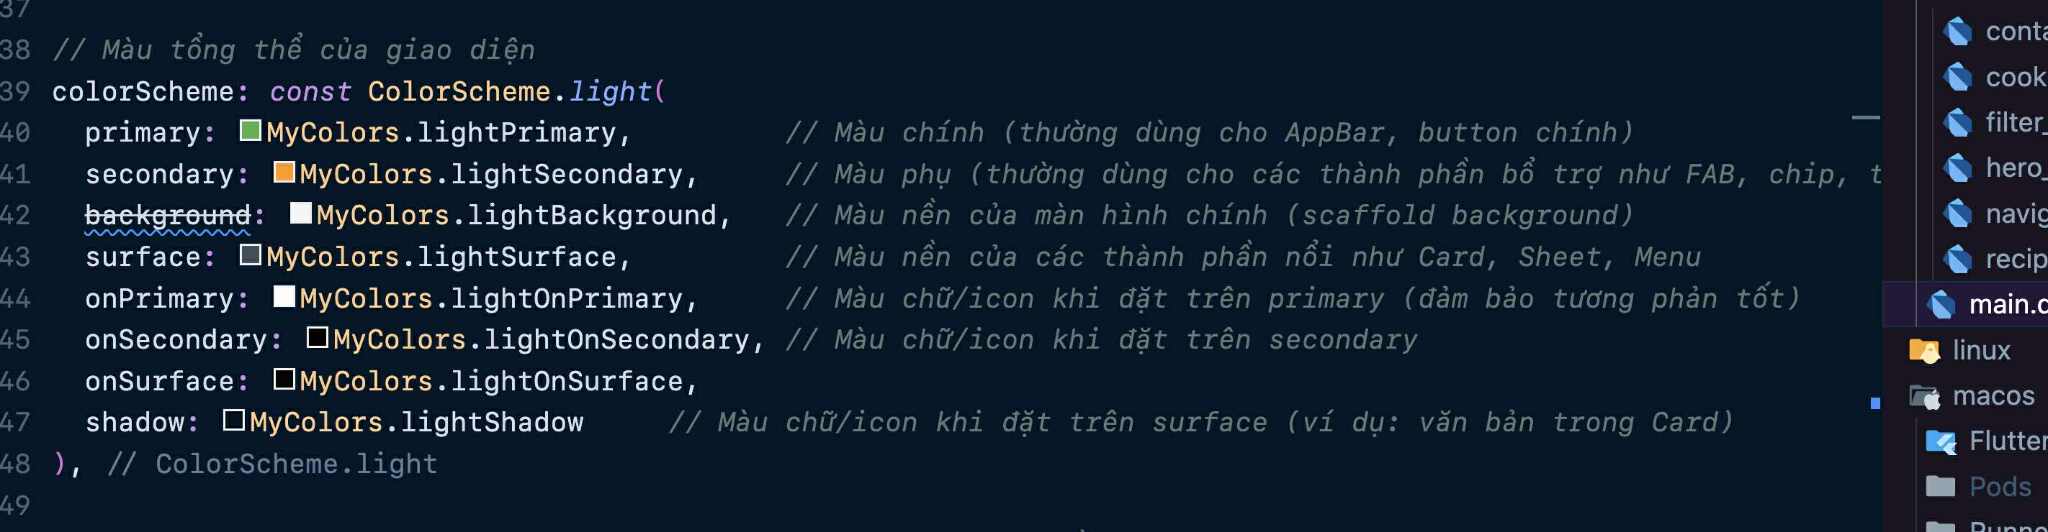 37
38 // Màu tổng thể của giao diện
39 colorScheme: const ColorScheme.light(
40 primary: MyColors.lightPrimary, // Màu chính (thường dùng cho AppBar, button chính)
41 secondary: MyColors.lightSecondary, // Màu phụ (thường dùng cho các thành phần bổ trợ như FAB, chip, t
42 background: MyColors.lightBackground, // Màu nền của màn hình chính (scaffold background)
43 surface: MyColors.lightSurface, // Màu nền của các thành phần nổi như Card, Sheet, Menu
44 onPrimary: MyColors.lightOnPrimary, // Màu chữ/icon khi đặt trên primary (đảm bảo tương phản tốt)
45 onSecondary: MyColors.lightOnSecondary, // Màu chữ/icon khi đặt trên secondary
46 onSurface: MyColors.lightOnSurface,
47 shadow: MyColors.lightShadow // Màu chữ/icon khi đặt trên surface (ví dụ: văn bản trong Card)
48 ), // ColorScheme.light
49
conta
cook
filter_
hero_
navig
recip
main.d
linux
macos
Flutter
Pods